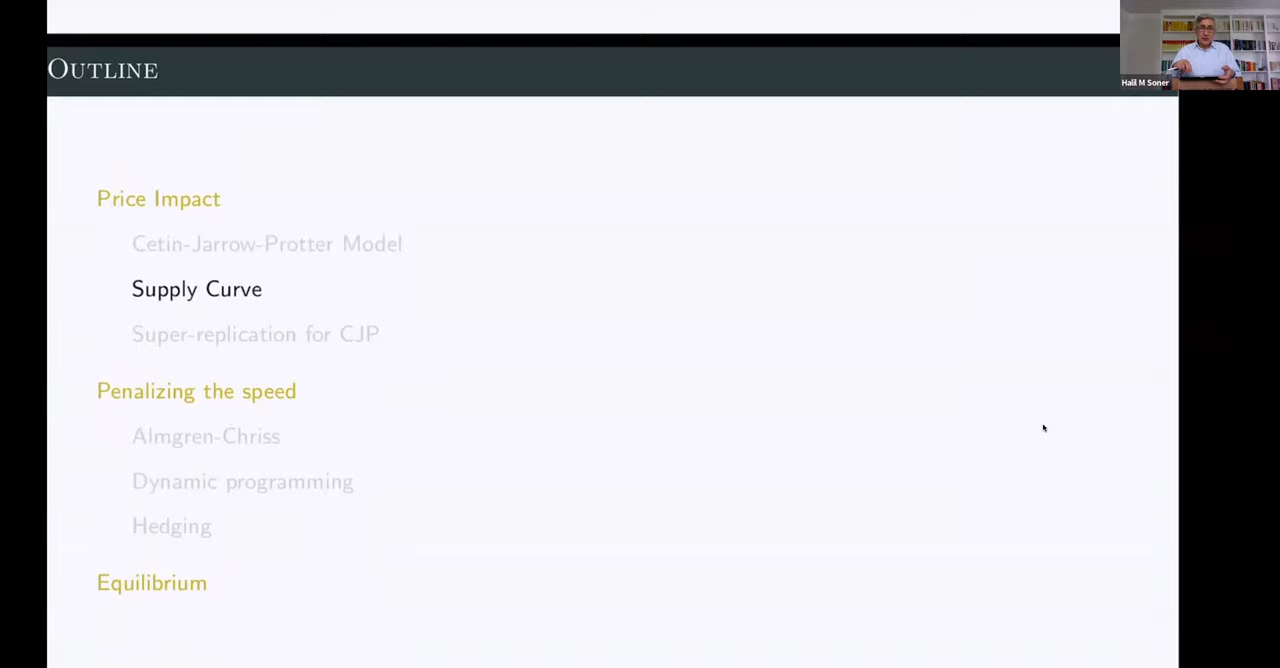 OUTLINE
Halil M Soner
Price Impact
Cetin-Jarrow-Protter Model
Supply Curve
Super-replication for CJP
Penalizing the speed
Almgren-Chriss
Dynamic programming
Hedging
Equilibrium